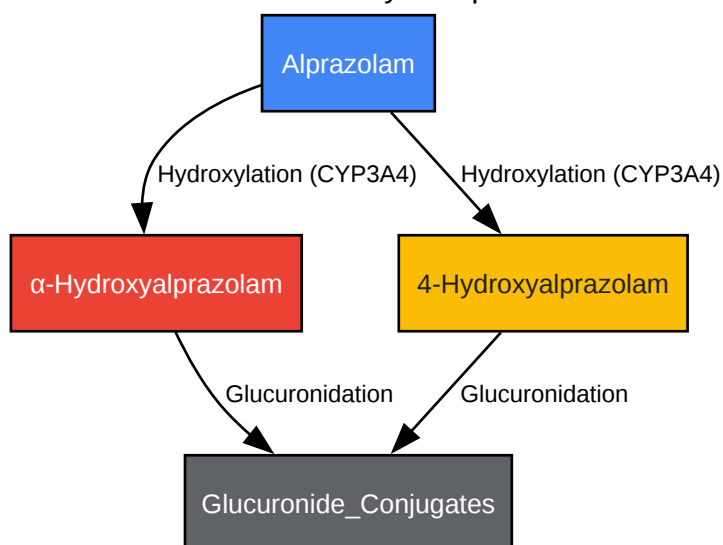 Alprazolam
Hydroxylation (CYP3A4)
Hydroxylation (CYP3A4)
α-Hydroxyalprazolam
4-Hydroxyalprazolam
Glucuronidation
Glucuronidation
Glucuronide_Conjugates